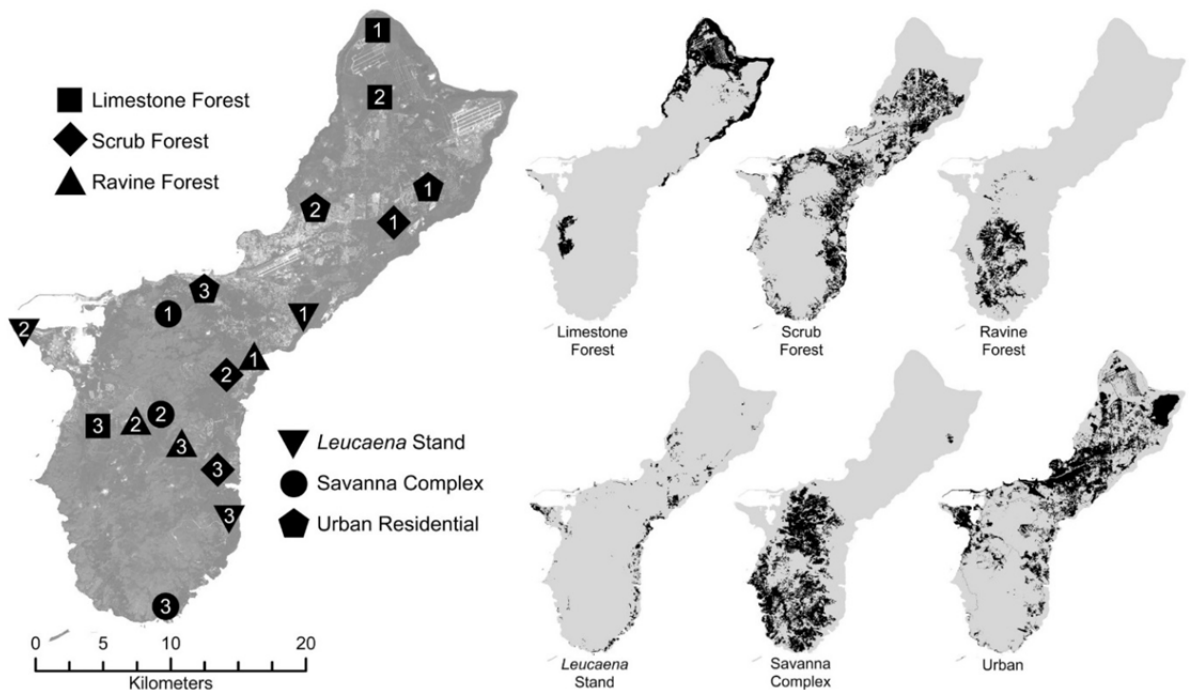 1
2
Limestone Forest
Scrub Forest
Ravine Forest
1
2
1
3
1
1
2
1
2
2
3
2
3
3
Leucaena Stand
Savanna Complex
3
Urban Residential
3
0 5 10 20
Kilometers
Limestone
Forest
Scrub
Forest
Ravine
Forest
Leucaena
Stand
Savanna
Complex
Urban